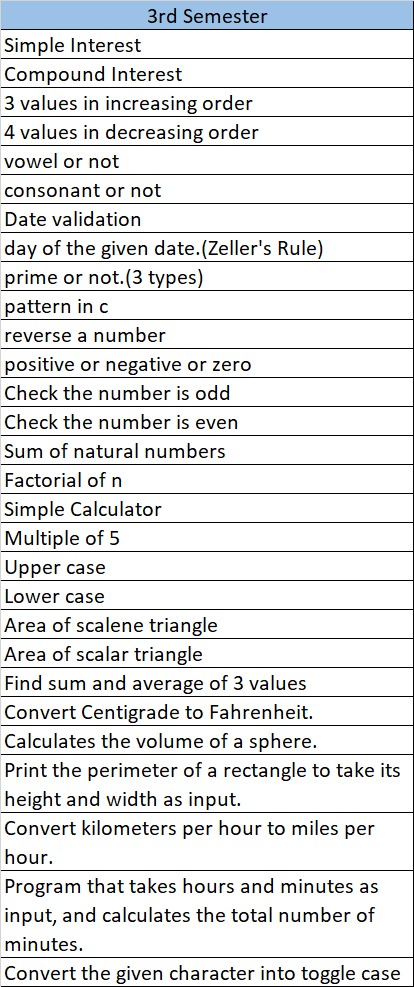 3rd Semester
Simple Interest
Compound Interest
3 values in increasing order
4 values in decreasing order
vowel or not
consonant or not
Date validation
day of the given date.(Zeller's Rule)
prime or not.(3 types)
pattern in c
reverse a number
positive or negative or zero
Check the number is odd
Check the number is even
Sum of natural numbers
Factorial of n
Simple Calculator
Multiple of 5
Upper case
Lower case
Area of scalene triangle
Area of scalar triangle
Find sum and average of 3 values
Convert Centigrade to Fahrenheit.
Calculates the volume of a sphere.
Print the perimeter of a rectangle to take its
height and width as input.
Convert kilometers per hour to miles per
hour.
Program that takes hours and minutes as
input, and calculates the total number of
minutes.
Convert the given character into toggle case